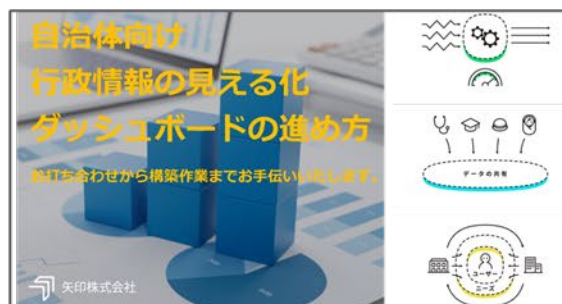 自治体向け
行政情報の見える化
ダッシュボードの進め方
お打ち合わせから構築作業までお手伝いいたします。
矢印株式会社
データの共有
ユーザー
ニーズ